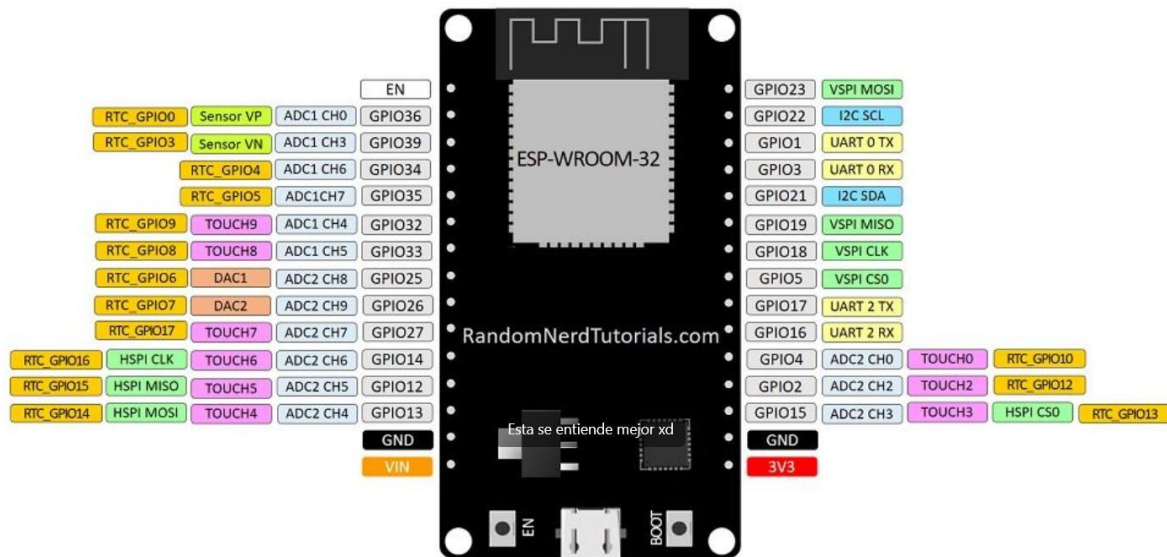 EN GPIO23 VSPI MOSI
RTC_GPIO0 Sensor VP ADC1 CH0 GPIO36 GPIO22 I2C SCL
RTC_GPIO3 Sensor VN ADC1 CH3 GPIO39 GPIO1 UART 0 TX
RTC_GPIO4 ADC1 CH6 GPIO34 ESP-WROOM-32 GPIO3 UART 0 RX
RTC_GPIO5 ADC1CH7 GPIO35 GPIO21 I2C SDA
RTC_GPIO9 TOUCH9 ADC1 CH4 GPIO32 GPIO19 VSPI MISO
RTC_GPIO8 TOUCH8 ADC1 CH5 GPIO33 GPIO18 VSPI CLK
RTC_GPIO6 DAC1 ADC2 CH8 GPIO25 GPIO5 VSPI CS0
RTC_GPIO7 DAC2 ADC2 CH9 GPIO26 GPIO17 UART 2 TX
RTC_GPIO17 TOUCH7 ADC2 CH7 GPIO27 RandomNerdTutorials.com GPIO16 UART 2 RX
RTC_GPIO16 HSPI CLK TOUCH6 ADC2 CH6 GPIO14 GPIO4 ADC2 CH0 TOUCH0 RTC_GPIO10
RTC_GPIO15 HSPI MISO TOUCH5 ADC2 CH5 GPIO12 GPIO2 ADC2 CH2 TOUCH2 RTC_GPIO12
RTC_GPIO14 HSPI MOSI TOUCH4 ADC2 CH4 GPIO13 GPIO15 ADC2 CH3 TOUCH3 HSPI CS0 RTC_GPIO13
Esta se entiende mejor xd
GND GND
VIN 3V3
EN BOOT